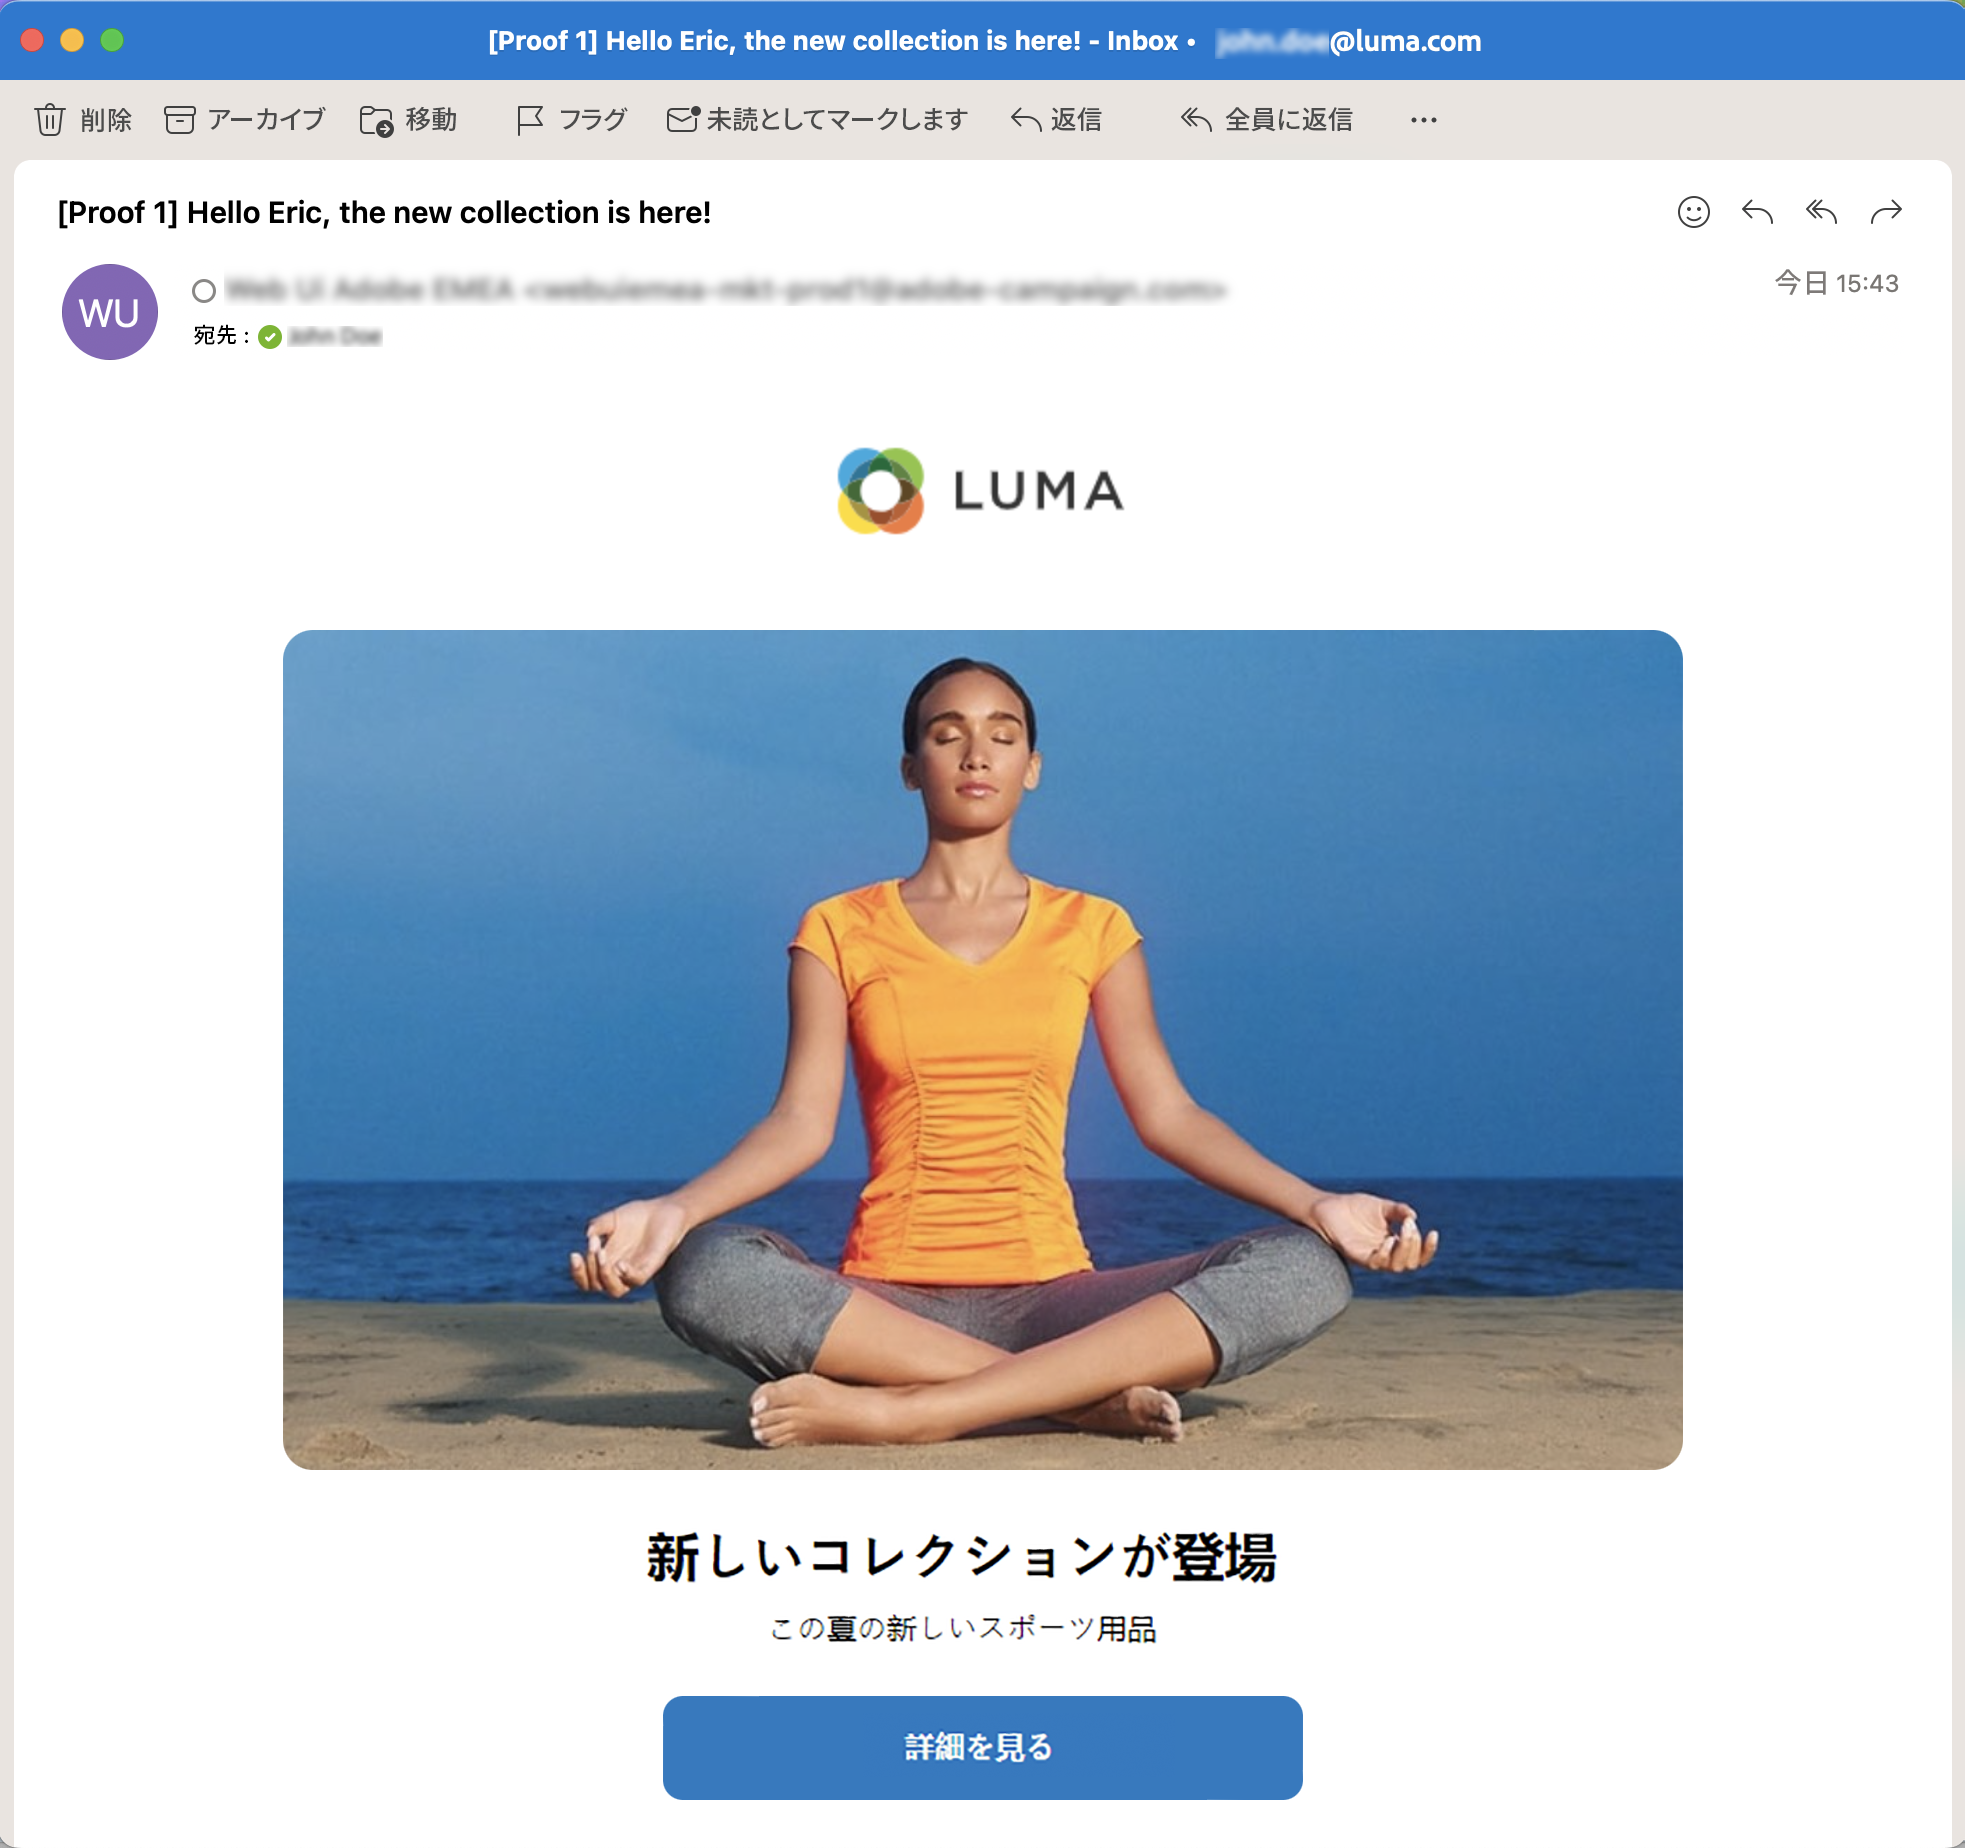 [Proof 1] Hello Eric, the new collection is here! - Inbox • @luma.com
削除 アーカイブ 移動 フラグ 未読としてマークします 返信 全員に返信 ...
[Proof 1] Hello Eric, the new collection is here!
WU
今日 15:43
宛先：
LUMA
新しいコレクションが登場
この夏の新しいスポーツ用品
詳細を見る